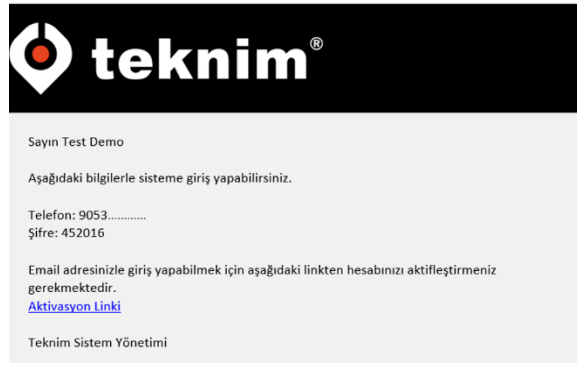 teknim®
Sayın Test Demo
Aşağıdaki bilgilerle sisteme giriş yapabilirsiniz.
Telefon: 9053............
Şifre: 452016
Email adresinizle giriş yapabilmek için aşağıdaki linkten hesabınızı aktifleştirmeniz
gerekmektedir.
Aktivasyon Linki
Teknim Sistem Yönetimi